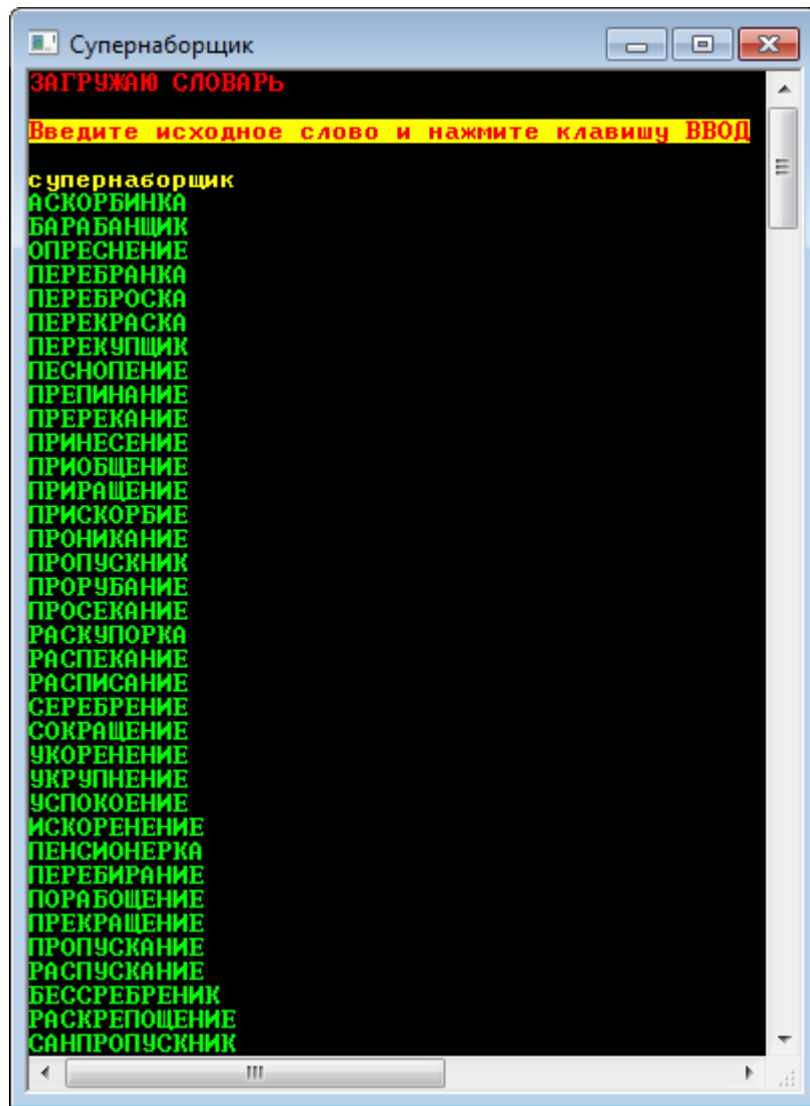 Супернаборщик
ЗАГРУЖАЮ СЛОВАРЬ
Введите исходное слово и нажмите клавишу ВВОД
супернаборщик
АСКОРБИНКА
БАРАБАНЩИК
ОПРЕСНЕНИЕ
ПЕРЕБРАНКА
ПЕРЕБРОСКА
ПЕРЕКРАСКА
ПЕРЕКУПЩИК
ПЕСНОПЕНИЕ
ПРЕПИНАНИЕ
ПРЕРЕКАНИЕ
ПРИНЕСЕНИЕ
ПРИОБЩЕНИЕ
ПРИРАЩЕНИЕ
ПРИСКОРБИЕ
ПРОНИКАНИЕ
ПРОПУСКНИК
ПРОРУБАНИЕ
ПРОСЕКАНИЕ
РАСКУПОРКА
РАСПЕКАНИЕ
РАСПИСАНИЕ
СЕРЕБРЕНИЕ
СОКРАЩЕНИЕ
УКОРЕНЕНИЕ
УКРУПНЕНИЕ
УСПОКОЕНИЕ
ИСКОРЕНЕНИЕ
ПЕНСИОНЕРКА
ПЕРЕБИРАНИЕ
ПОРАБОЩЕНИЕ
ПРЕКРАЩЕНИЕ
ПРОПУСКАНИЕ
РАСПУСКАНИЕ
БЕССРЕБРЕНИК
РАСКРЕПОЩЕНИЕ
САНПРОПУСКНИК